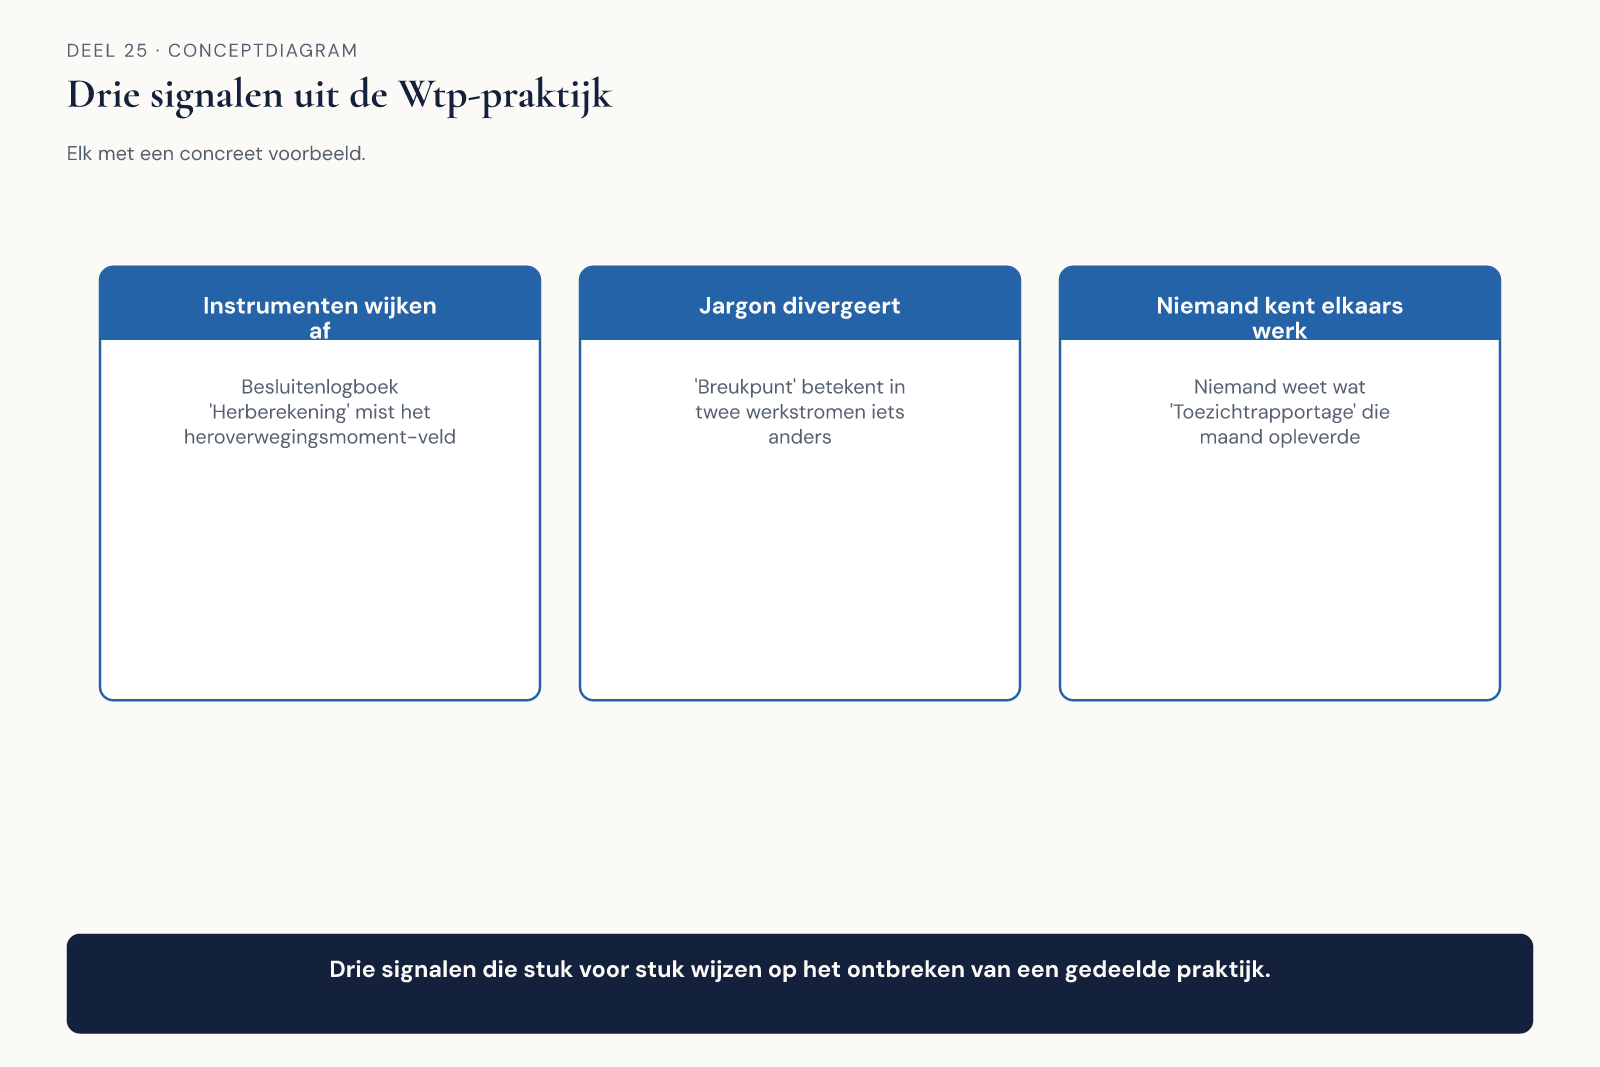 DEEL 25 · CONCEPTDIAGRAM
Drie signalen uit de Wtp-praktijk
Elk met een concreet voorbeeld.
Instrumenten wijken
af
Besluitenlogboek
'Herberekening' mist het
heroverwegingsmoment-veld
Jargon divergeert
'Breukpunt' betekent in
twee werkstromen iets
anders
Niemand kent elkaars
werk
Niemand weet wat
'Toezichtrapportage' die
maand opleverde
Drie signalen die stuk voor stuk wijzen op het ontbreken van een gedeelde praktijk.